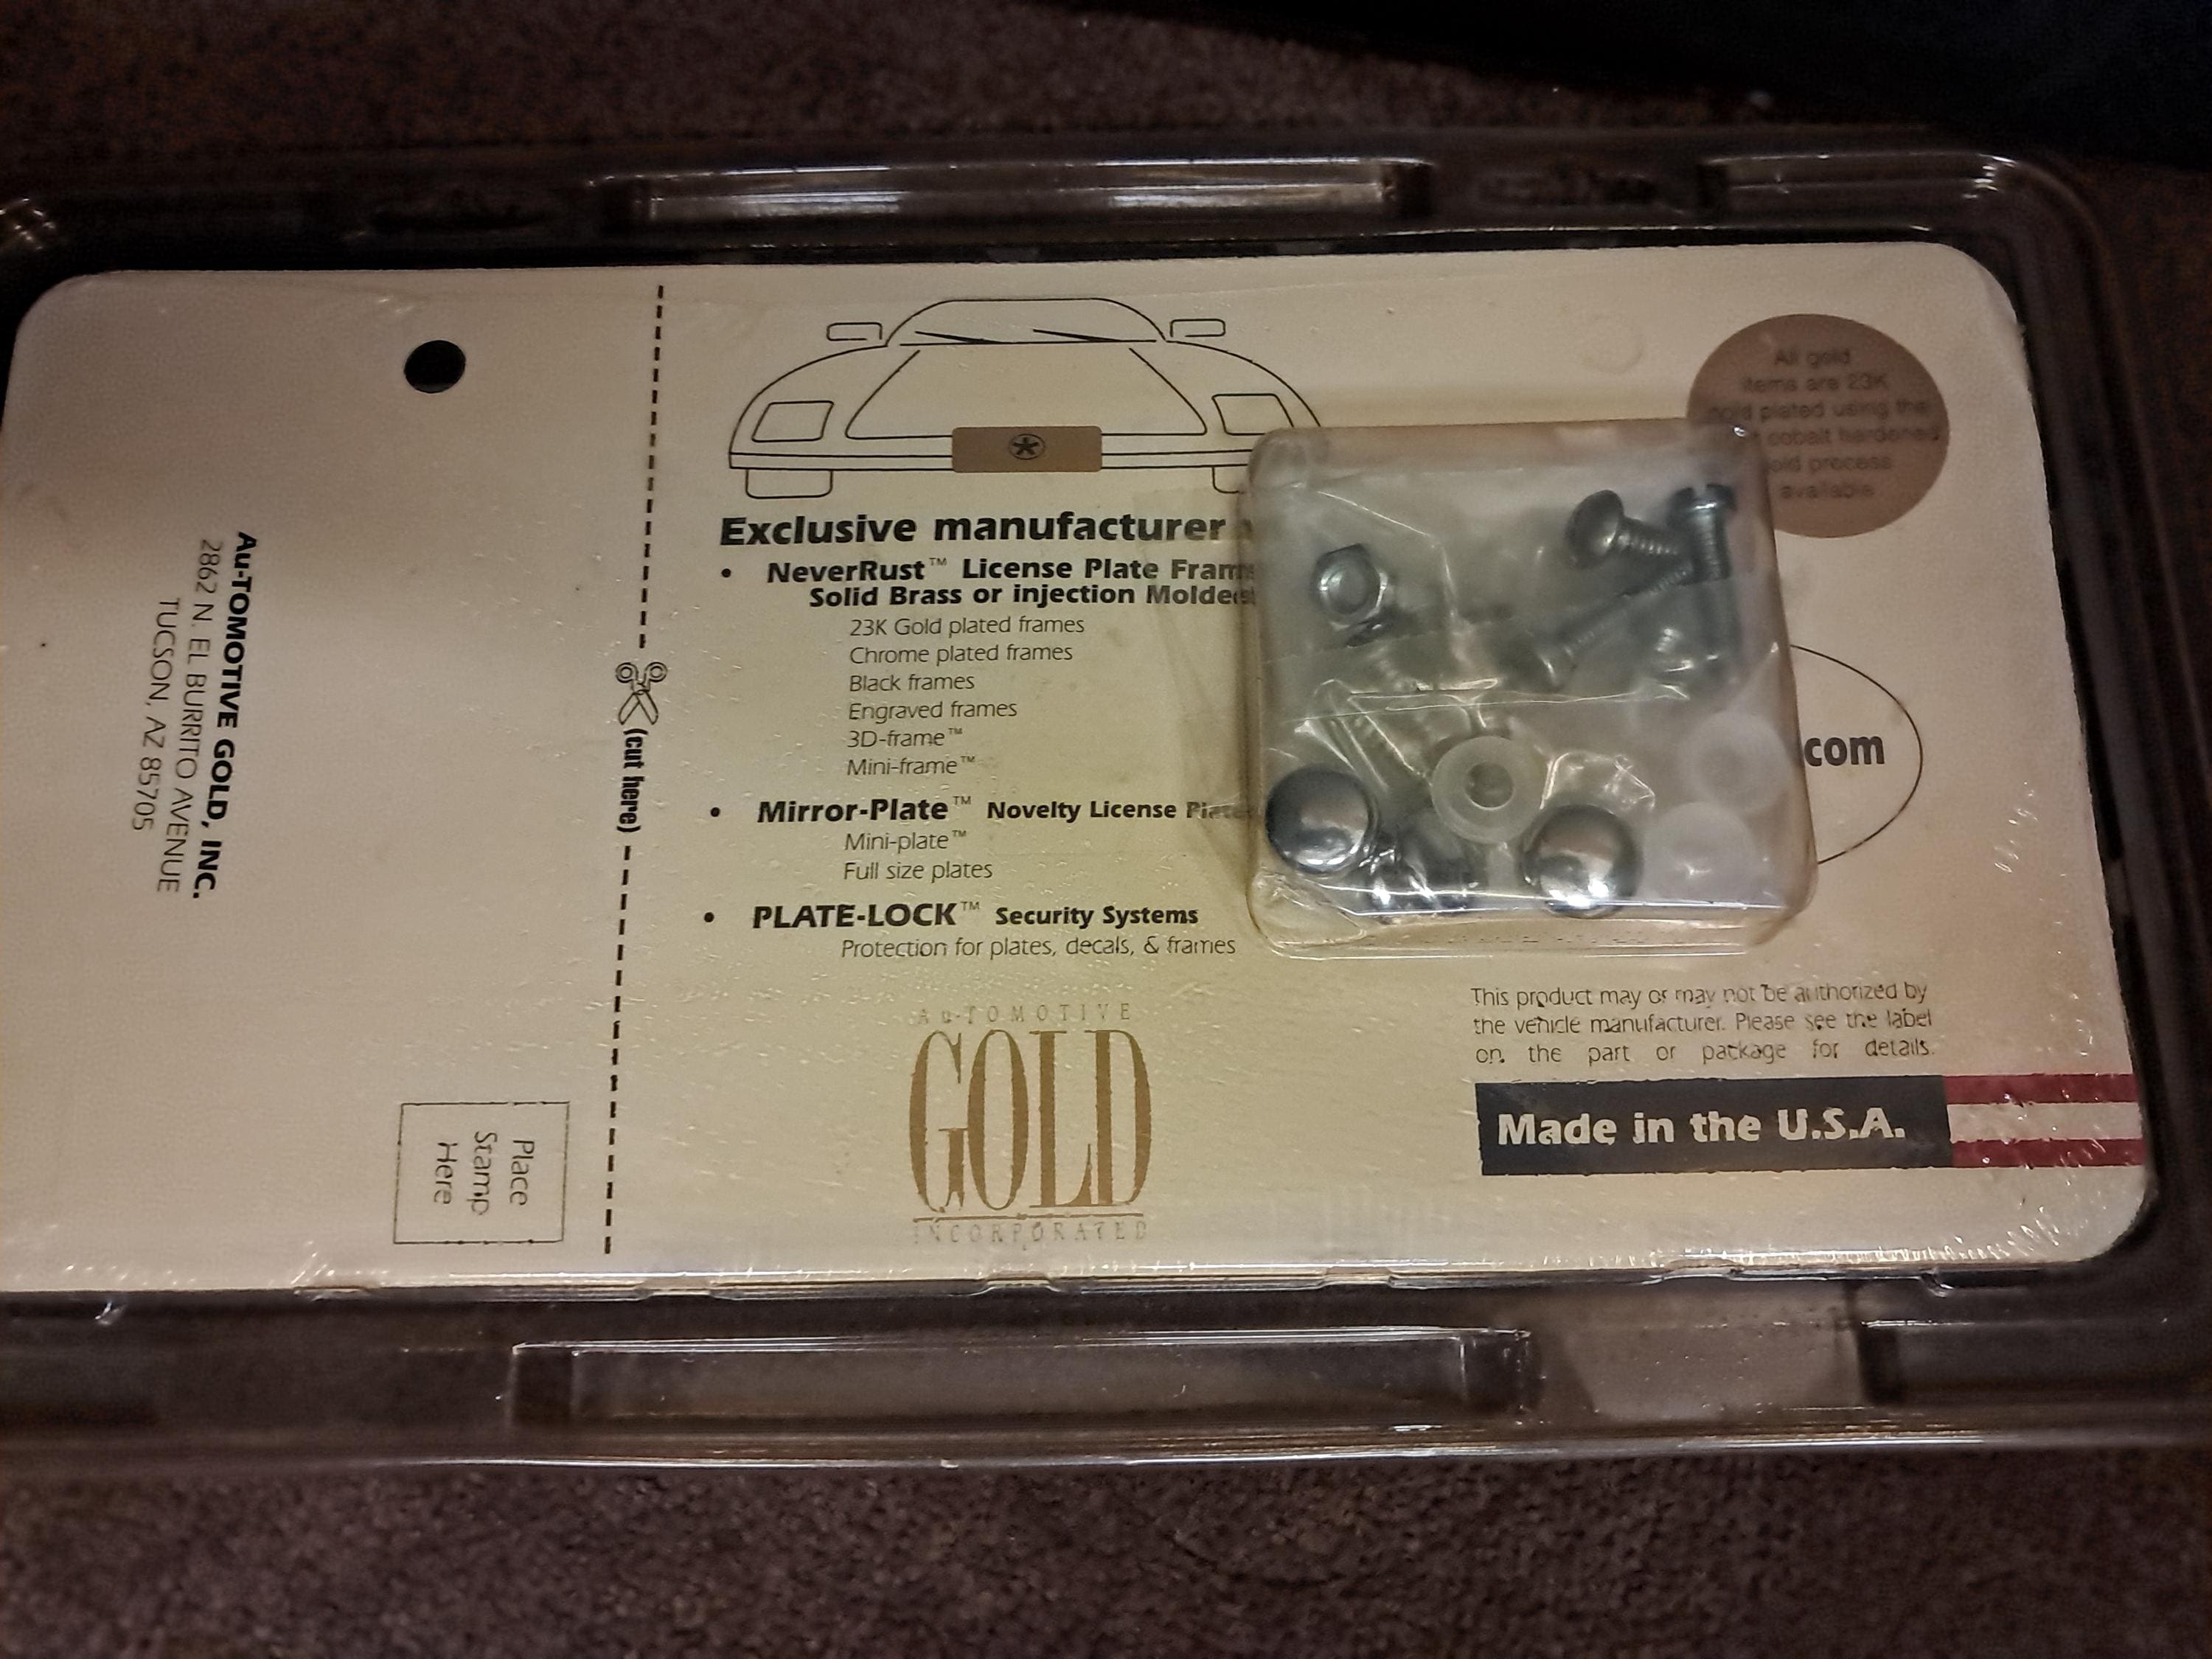 Au-TOMOTIVE GOLD, INC.
2862 N. EL BURRITO AVENUE
TUCSON, AZ 85705
Place
Stamp
Here
(cut here)
Exclusive manufacturer
• NeverRust™ License Plate
Solid Brass or injection
23K Gold plated frames
Chrome plated frames
Black frames
Engraved frames
3D-frame™
Mini-frame™
• Mirror-Plate™ Novelty License
Mini-plate™
Full size plates
• PLATE-LOCK™ Security Systems
Protection for plates, decals, & frames
Au-TOMOTIVE
GOLD
INCORPORATED
All gold
items are 23K
plated using the
cobalt hardened
process
available
com
This product may or may not be authorized by
the vehicle manufacturer. Please see the label
on the part or package for details.
Made in the U.S.A.